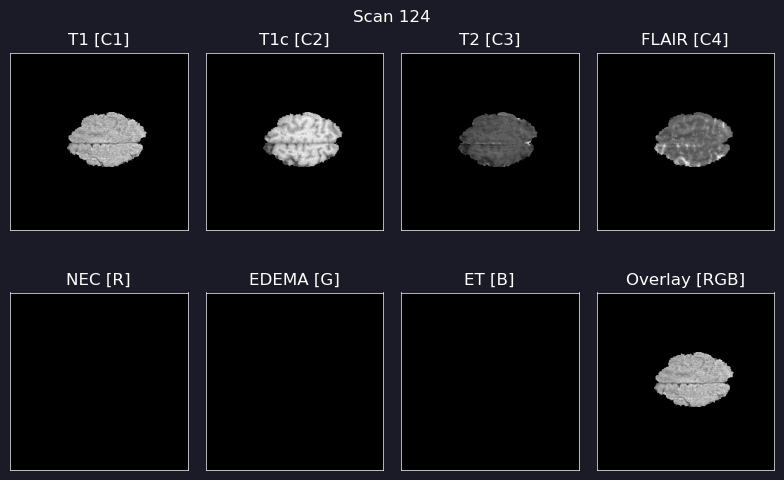 Scan 124
T1 [C1]
T1c [C2]
T2 [C3]
FLAIR [C4]
NEC [R]
EDEMA [G]
ET [B]
Overlay [RGB]